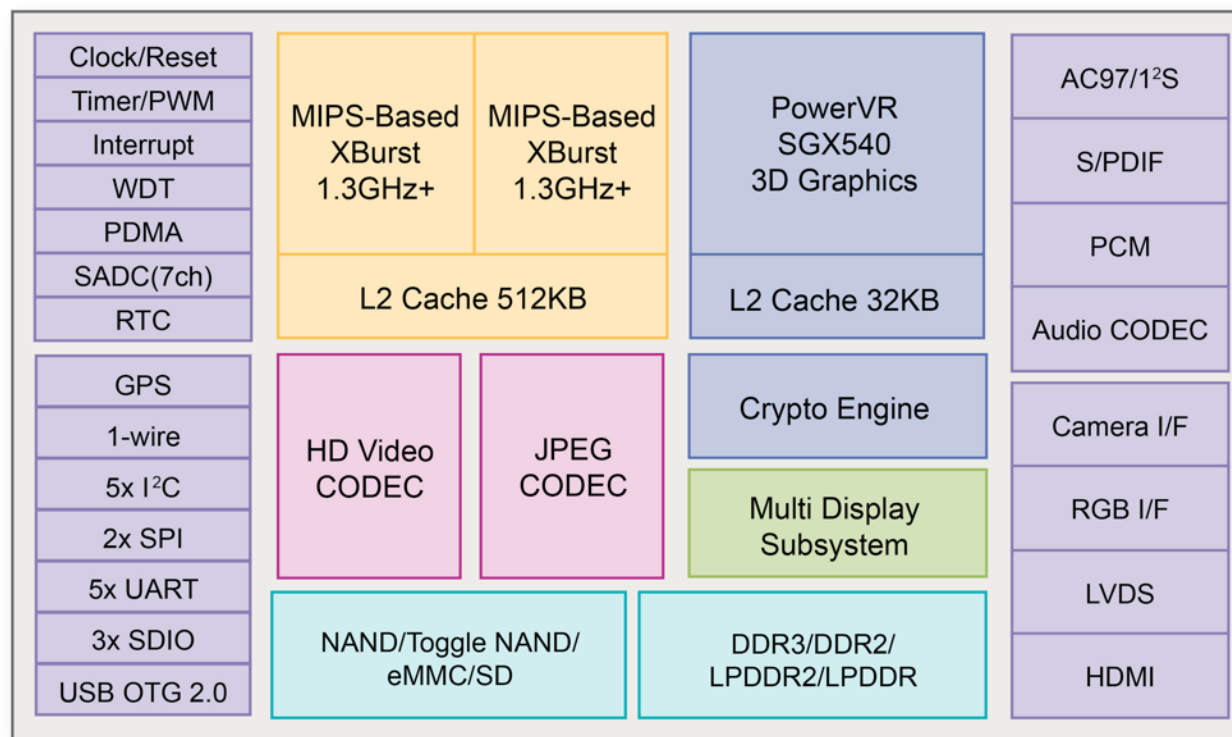 Clock/Reset
Timer/PWM
Interrupt
WDT
PDMA
SADC(7ch)
RTC
GPS
1-wire
5x I²C
2x SPI
5x UART
3x SDIO
USB OTG 2.0
MIPS-Based
XBurst
1.3GHz+
MIPS-Based
XBurst
1.3GHz+
L2 Cache 512KB
PowerVR
SGX540
3D Graphics
L2 Cache 32KB
HD Video
CODEC
JPEG
CODEC
Crypto Engine
Multi Display
Subsystem
NAND/Toggle NAND/
eMMC/SD
DDR3/DDR2/
LPDDR2/LPDDR
AC97/1²S
S/PDIF
PCM
Audio CODEC
Camera I/F
RGB I/F
LVDS
HDMI